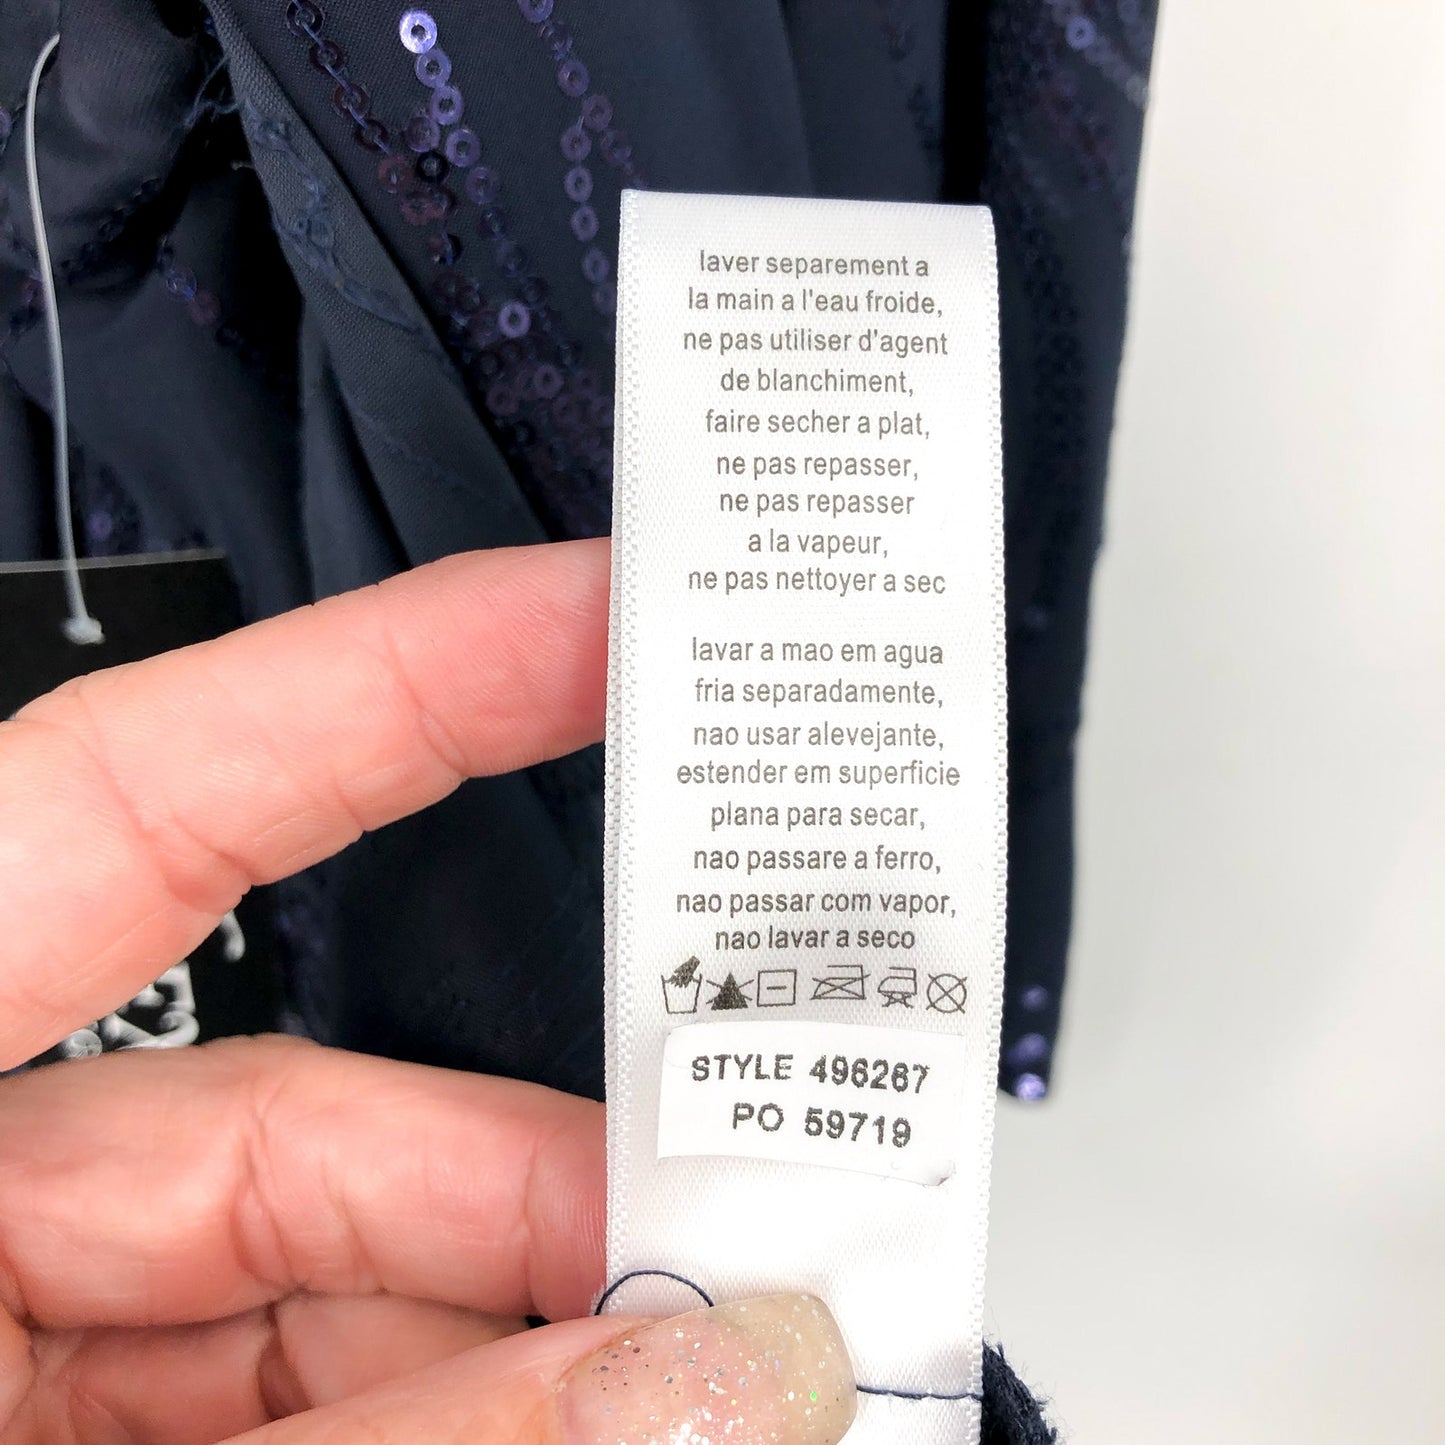 laver separement a
la main a l'eau froide,
ne pas utiliser d'agent
de blanchiment,
faire secher a plat,
ne pas repasser,
ne pas repasser
a la vapeur,
ne pas nettoyer a sec
lavar a mao em agua
fria separadamente,
nao usar alevejante,
estender em superficie
plana para secar,
nao passare a ferro,
nao passar com vapor,
nao lavar a seco
STYLE 496267
PO 59719